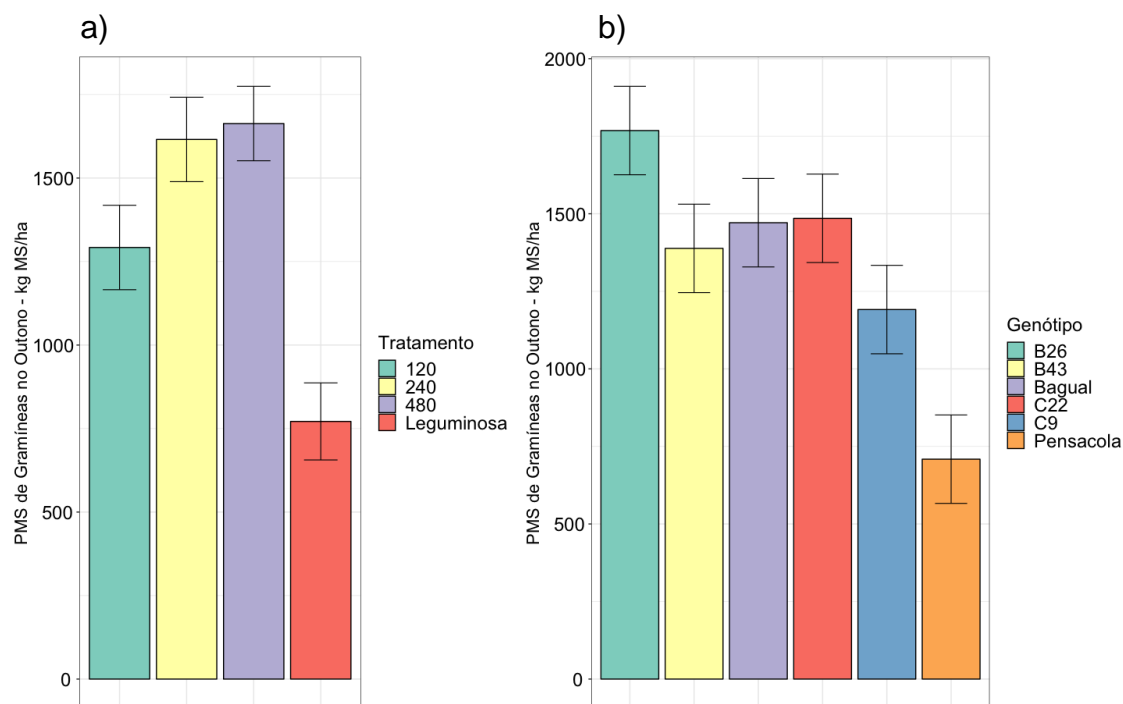 a)
PMS de Gramíneas no Outono - kg MS/ha
1500
1000
500
0
Tratamento
120
240
480
Leguminosa
b)
PMS de Gramíneas no Outono - kg MS/ha
2000
1500
1000
500
0
Genótipo
B26
B43
Bagual
C22
C9
Pensacola